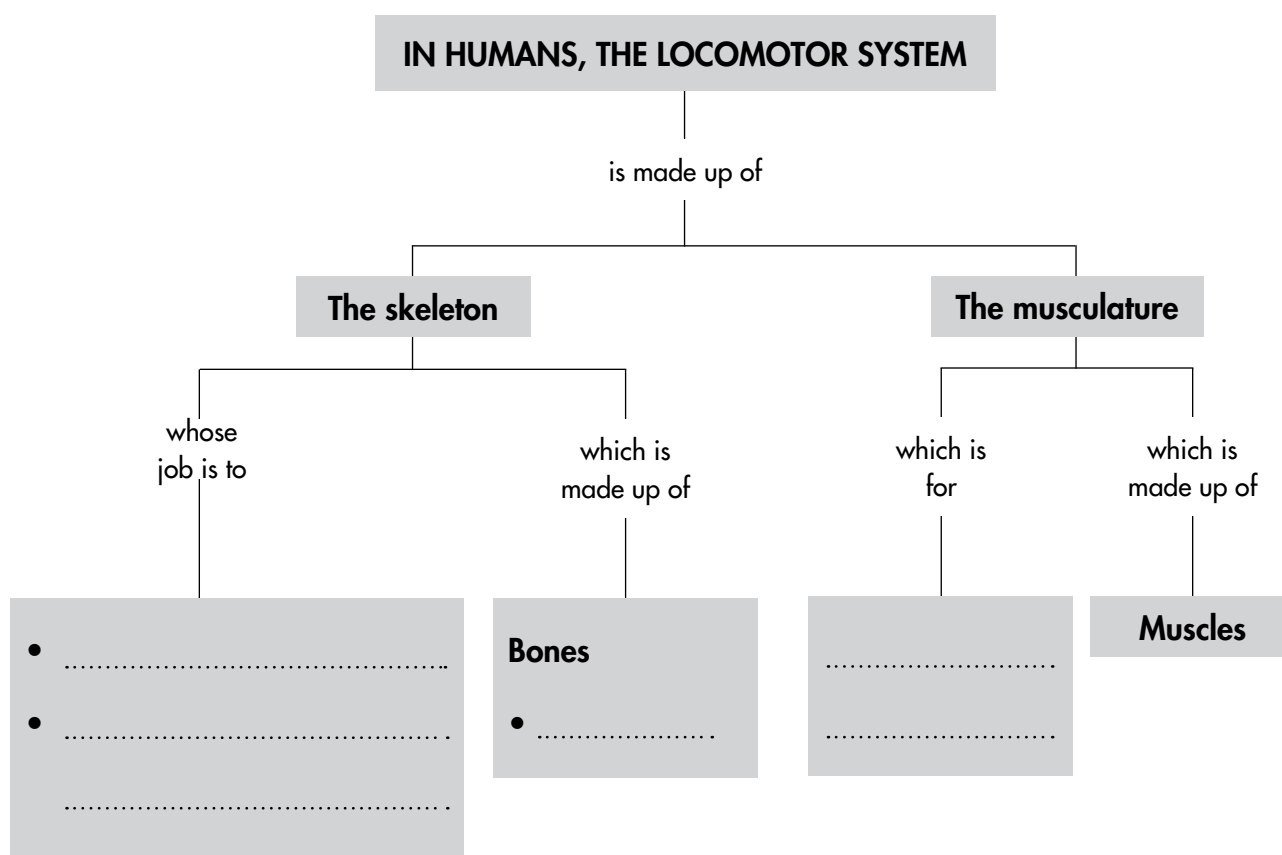 IN HUMANS, THE LOCOMOTOR SYSTEM
is made up of
The skeleton
The musculature
whose
job is to
which is
made up of
which is
for
which is
made up of
• ..............................................
• ..............................................
..............................................
Bones
• ......................
............................
............................
Muscles